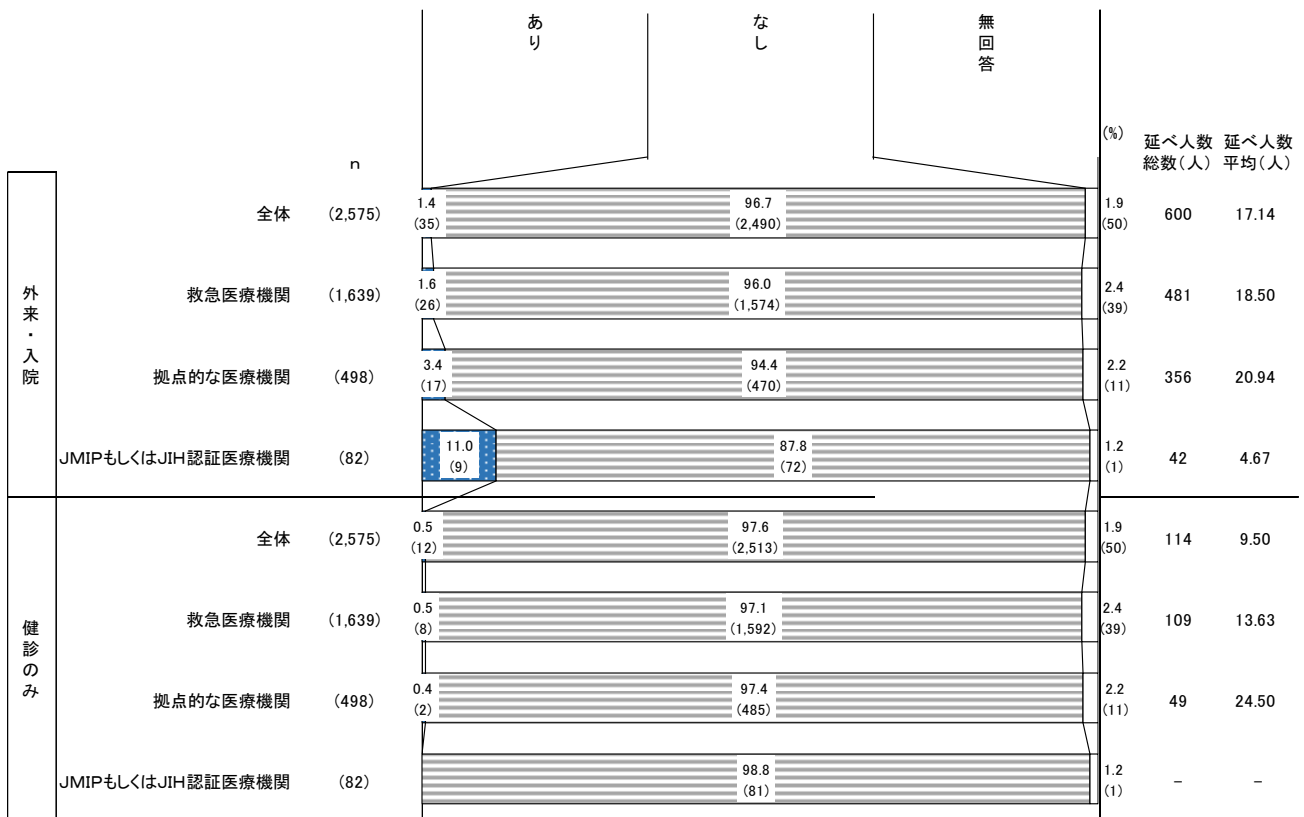 あり
なし
無回答
(%)
延べ人数 延べ人数
n
総数(人) 平均(人)
外来・入院
全体 (2,575) 1.4 96.7 1.9 600 17.14
(35) (2,490) (50)
救急医療機関 (1,639) 1.6 96.0 2.4 481 18.50
(26) (1,574) (39)
拠点的な医療機関 (498) 3.4 94.4 2.2 356 20.94
(17) (470) (11)
JMIPもしくはJIH認証医療機関 (82) 11.0 87.8 1.2 42 4.67
(9) (72) (1)
健診のみ
全体 (2,575) 0.5 97.6 1.9 114 9.50
(12) (2,513) (50)
救急医療機関 (1,639) 0.5 97.1 2.4 109 13.63
(8) (1,592) (39)
拠点的な医療機関 (498) 0.4 97.4 2.2 49 24.50
(2) (485) (11)
JMIPもしくはJIH認証医療機関 (82) 98.8 1.2 - -
(81) (1)